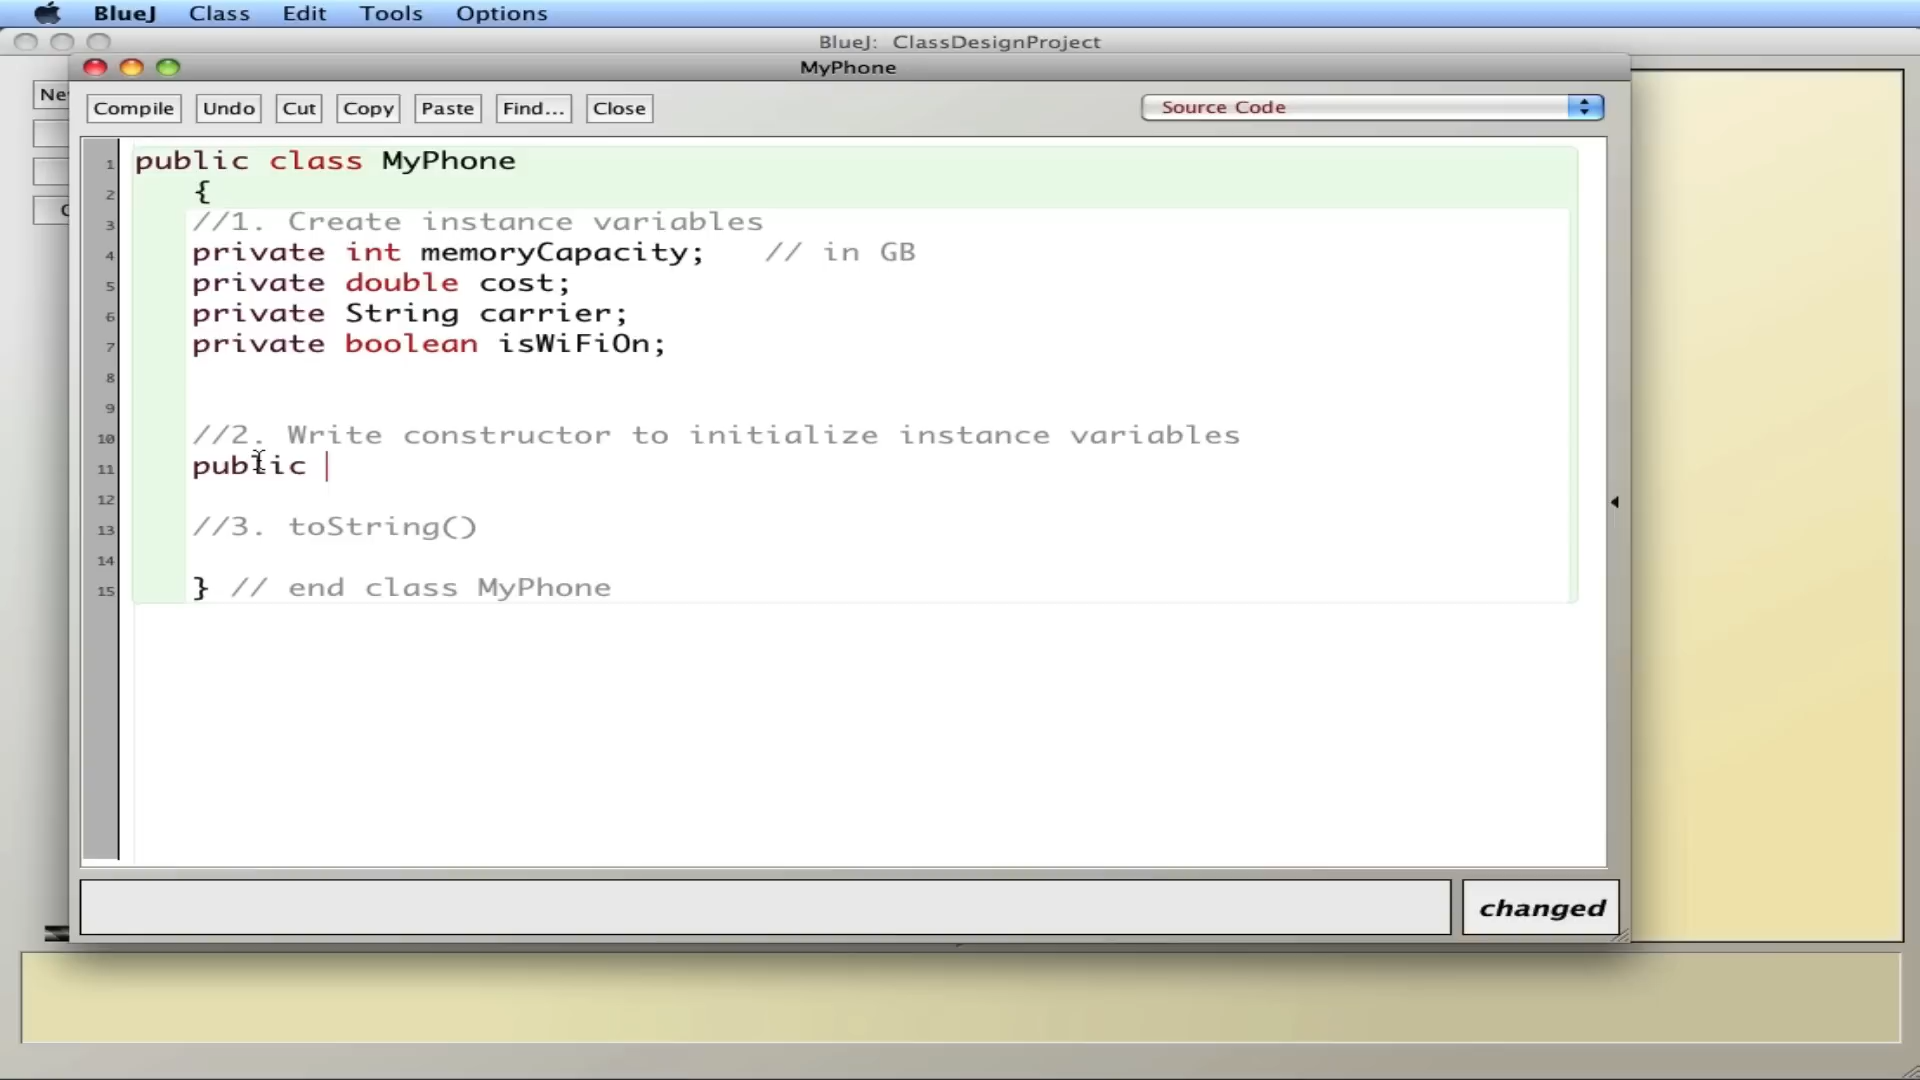 BlueJ Class Edit Tools Options
BlueJ: ClassDesignProject
MyPhone
Compile Undo Cut Copy Paste Find... Close Source Code
1 public class MyPhone
2 {
3 //1. Create instance variables
4 private int memoryCapacity; // in GB
5 private double cost;
6 private String carrier;
7 private boolean isWiFiOn;
8
9
10 //2. Write constructor to initialize instance variables
11 public
12
13 //3. toString()
14
15 } // end class MyPhone
changed